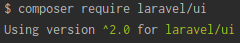 $ composer require laravel/ui
Using version ^2.0 for laravel/ui